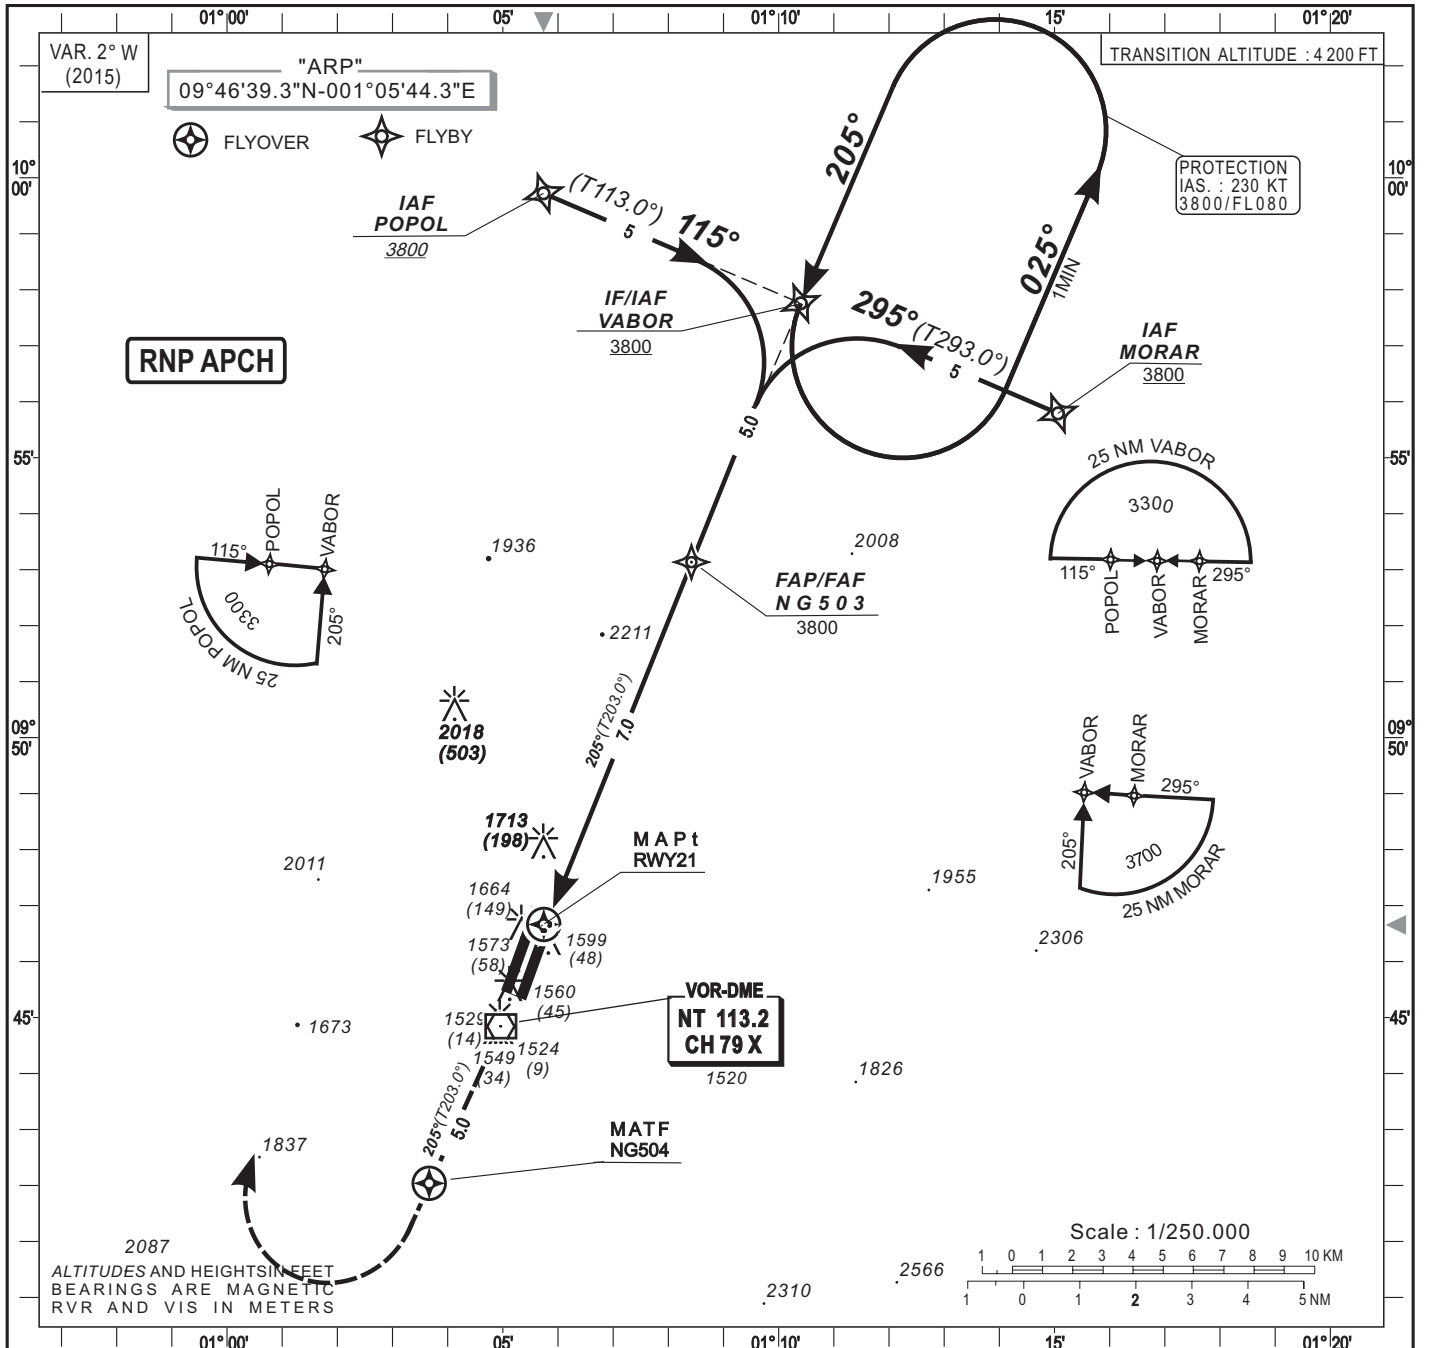 01° 00'
05'
01° 10'
15'
01° 20'
VAR. 2° W
(2015)
"ARP"
09°46'39.3"N-001°05'44.3"E
FLYOVER
FLYBY
TRANSITION ALTITUDE : 4 200 FT
10°
00'
10°
00'
PROTECTION
IAS. : 230 KT
3800/FL080
205°
025°
1MIN
IAF
POPOL
3800
(T113.0°)
5
115°
IF/IAF
VABOR
3800
295°
(T293.0°)
5
IAF
MORAR
3800
RNP APCH
5.0
55'
55'
25 NM VABOR
3300
115°
295°
POPOL
VABOR
MORAR
POPOL
VABOR
115°
3300
205°
25 NM POPOL
1936
2008
FAP/FAF
NG503
3800
2211
205°(T203.0°)
7.0
2018
(503)
09°
50'
09°
50'
VABOR
MORAR
295°
205°
3700
25 NM MORAR
1713
(198)
MAPt
RWY21
2011
1664
(149)
1955
1573
(58)
1599
(48)
2306
1560
(45)
VOR-DME
NT 113.2
CH 79 X
45'
45'
1673
1529
(14)
1549
(34)
1524
(9)
1520
1826
205°(T203.0°)
5.0
MATF
NG504
1837
2087
ALTITUDES AND HEIGHTSIN FEET
BEARINGS ARE MAGNETIC
RVR AND VIS IN METERS
2310
2566
Scale : 1/250.000
1 0 1 2 3 4 5 6 7 8 9 10 KM
1 0 1 2 3 4 5 NM
01° 00'
05'
01° 10'
15'
01° 20'